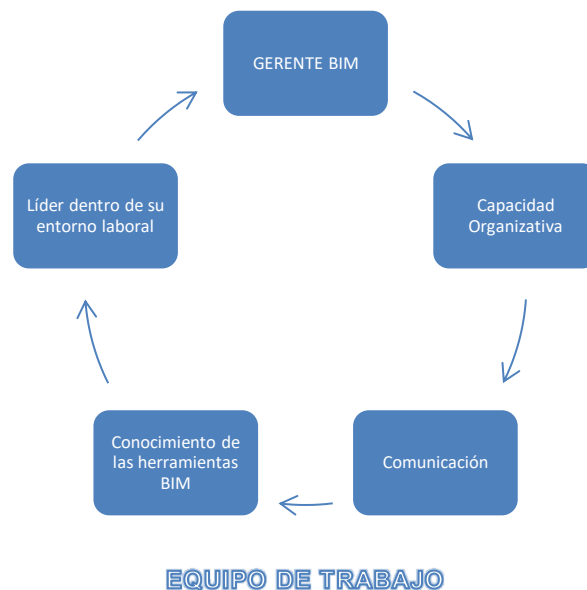 GERENTE BIM
Capacidad
Organizativa
Comunicación
Conocimiento de
las herramientas
BIM
Líder dentro de su
entorno laboral
EQUIPO DE TRABAJO